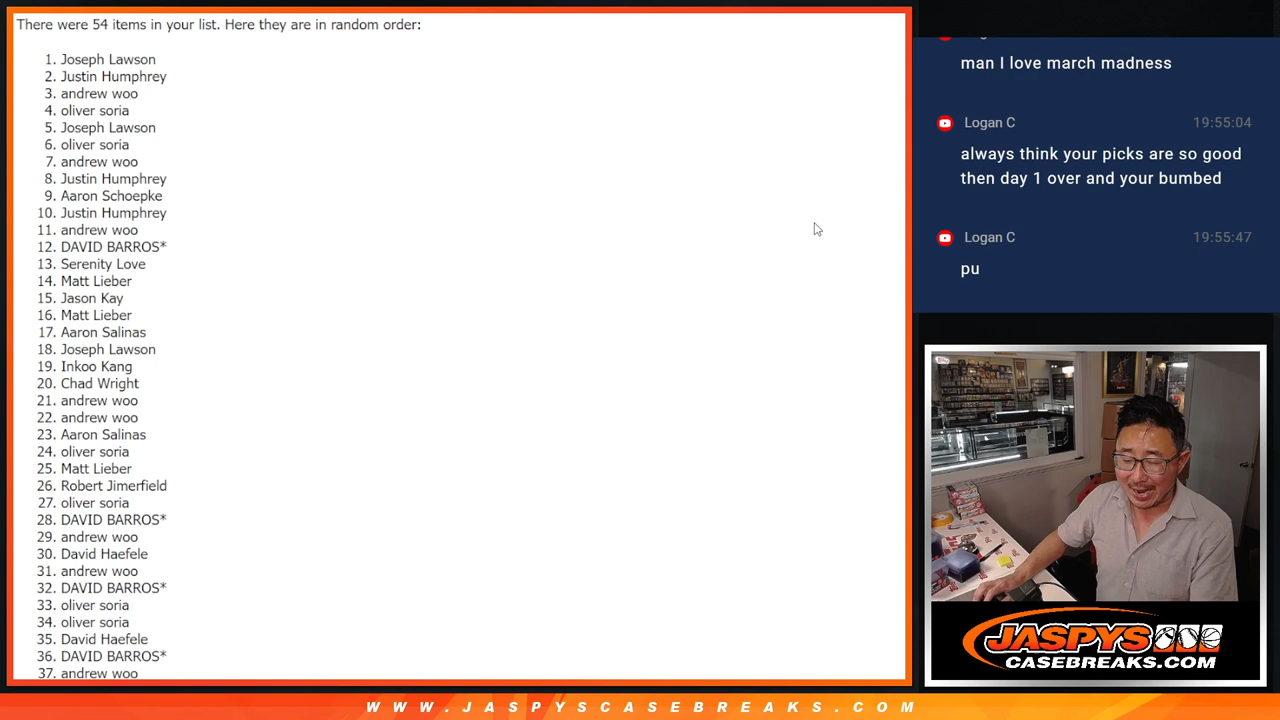 There were 54 items in your list. Here they are in random order:
1. Joseph Lawson
2. Justin Humphrey
3. andrew woo
4. oliver soria
5. Joseph Lawson
6. oliver soria
7. andrew woo
8. Justin Humphrey
9. Aaron Schoepke
10. Justin Humphrey
11. andrew woo
12. DAVID BARROS*
13. Serenity Love
14. Matt Lieber
15. Jason Kay
16. Matt Lieber
17. Aaron Salinas
18. Joseph Lawson
19. Inkoo Kang
20. Chad Wright
21. andrew woo
22. andrew woo
23. Aaron Salinas
24. oliver soria
25. Matt Lieber
26. Robert Jimerfield
27. oliver soria
28. DAVID BARROS*
29. andrew woo
30. David Haefele
31. andrew woo
32. DAVID BARROS*
33. oliver soria
34. oliver soria
35. David Haefele
36. DAVID BARROS*
37. andrew woo
man I love march madness
Logan C 19:55:04
always think your picks are so good
then day 1 over and your bumbed
Logan C 19:55:47
pu
JASPYS
CASEBREAKS.COM
WWW.JASPYSCASEBREAKS.COM